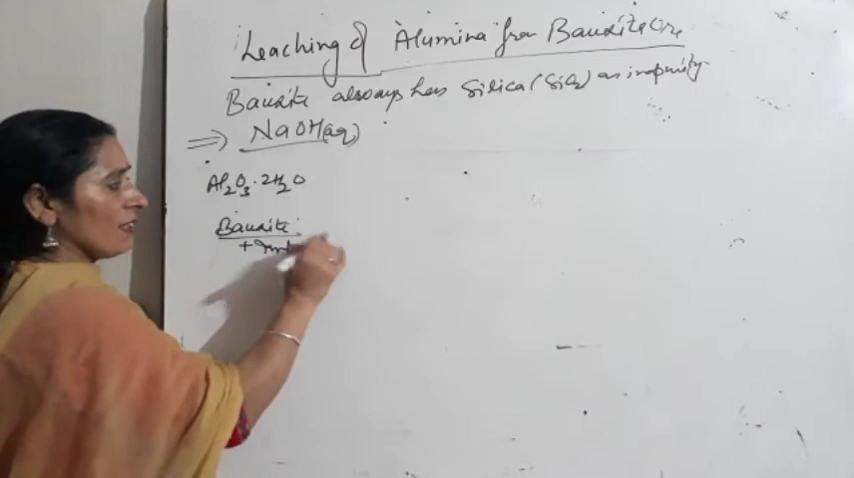 Leaching of Alumina from Bauxite Ore
Bauxite always has Silica (SiO2) as impurity.
⇒ NaOH(aq)
Al2O3·2H2O
Bauxite
+